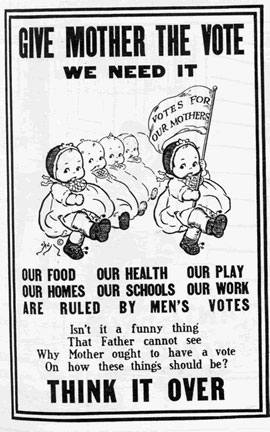 GIVE MOTHER THE VOTE
WE NEED IT
VOTES FOR
OUR MOTHERS
OUR FOOD OUR HEALTH OUR PLAY
OUR HOMES OUR SCHOOLS OUR WORK
ARE RULED BY MEN'S VOTES
Isn't it a funny thing
That Father cannot see
Why Mother ought to have a vote
On how these things should be?
THINK IT OVER